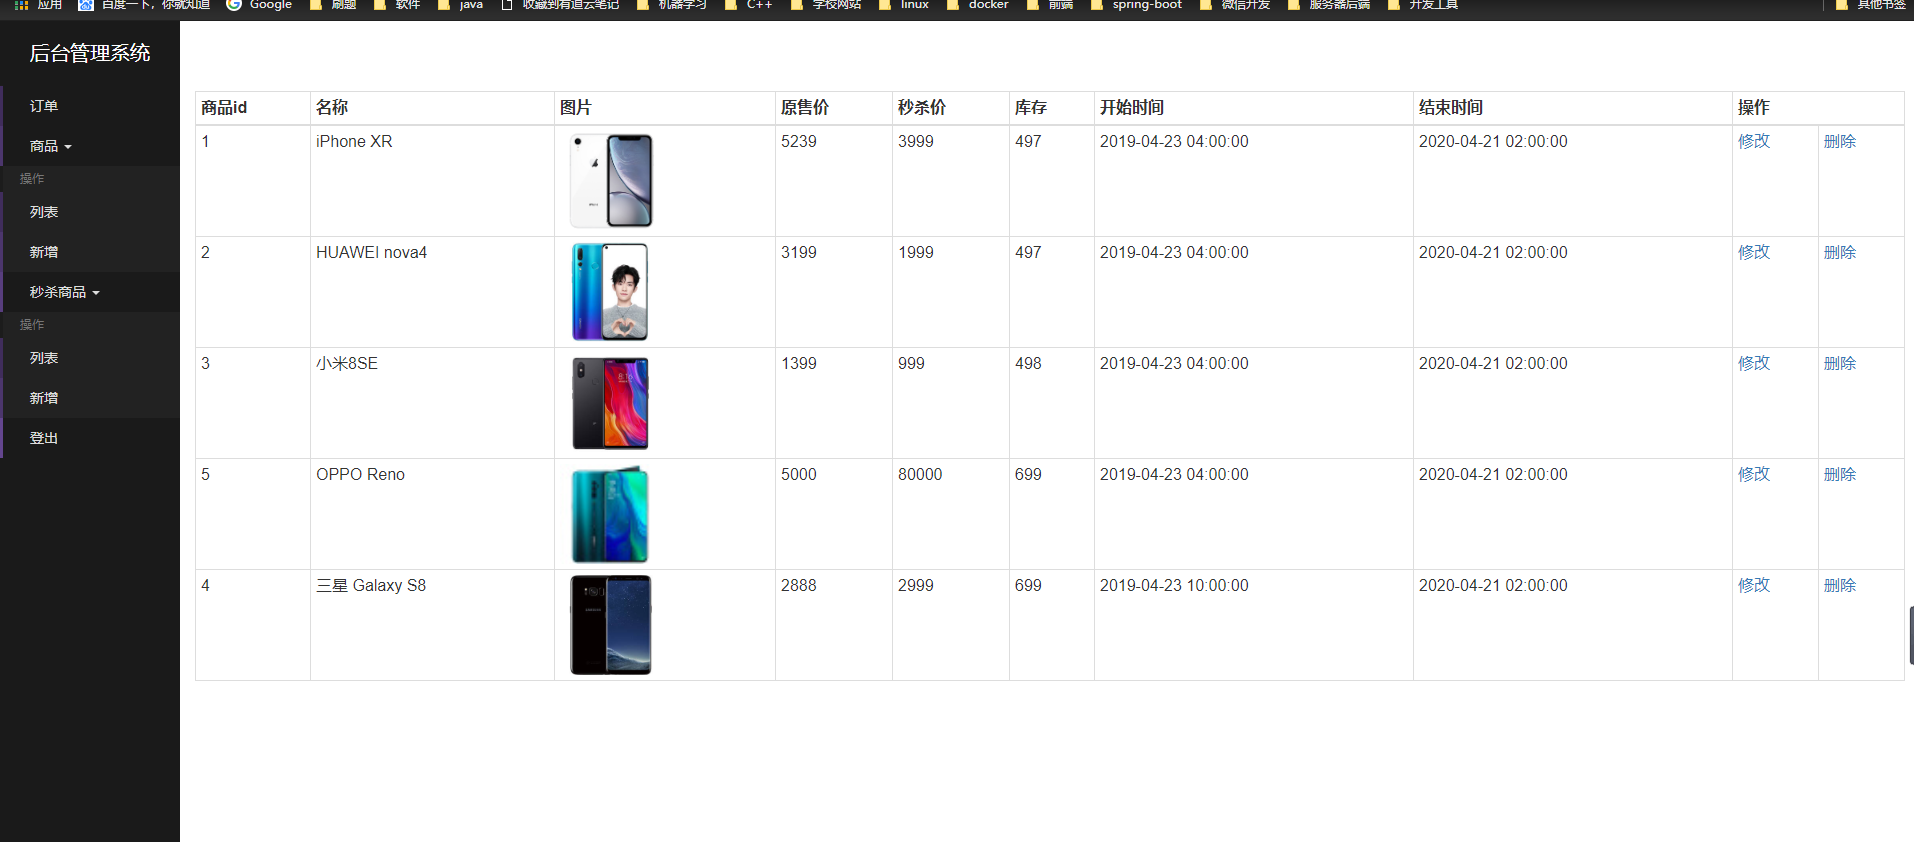 应用 百度一下，你就知道 Google 刷题 软件 java 收藏到有道云笔记 机器学习 C++ 学校网站 linux docker 前端 spring-boot 微信开发 服务器后端 开发工具 其他书签
后台管理系统
订单
商品
操作
列表
新增
秒杀商品
操作
列表
新增
登出
商品id 名称 图片 原售价 秒杀价 库存 开始时间 结束时间 操作
1 iPhone XR 5239 3999 497 2019-04-23 04:00:00 2020-04-21 02:00:00 修改 删除
2 HUAWEI nova4 3199 1999 497 2019-04-23 04:00:00 2020-04-21 02:00:00 修改 删除
3 小米8SE 1399 999 498 2019-04-23 04:00:00 2020-04-21 02:00:00 修改 删除
5 OPPO Reno 5000 80000 699 2019-04-23 04:00:00 2020-04-21 02:00:00 修改 删除
4 三星 Galaxy S8 2888 2999 699 2019-04-23 10:00:00 2020-04-21 02:00:00 修改 删除